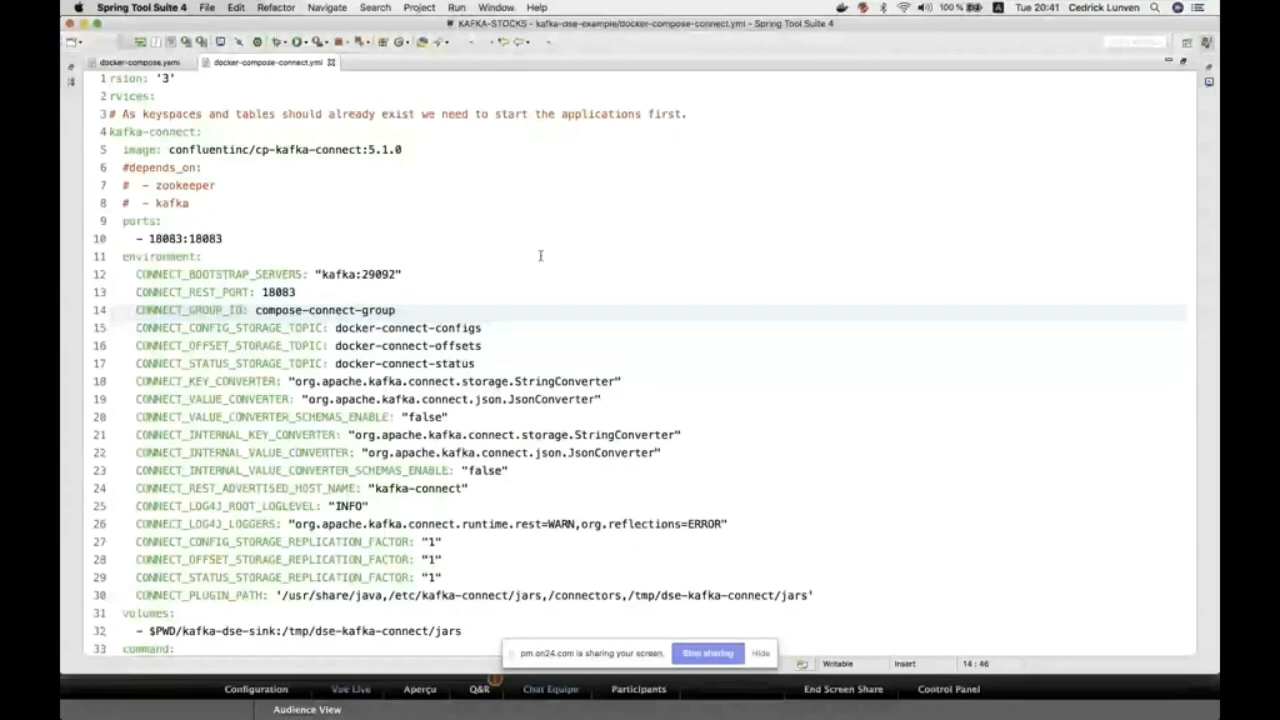 Spring Tool Suite 4 File Edit Refactor Navigate Search Project Run Window Help 100 % Tue 20:41 Cedrick Lunven
KAFKA-STOCKS - kafka-dse-example/docker-compose-connect.yml - Spring Tool Suite 4
docker-compose.yaml docker-compose-connect.yml
1 rsion: '3'
2 rvices:
3 # As keyspaces and tables should already exist we need to start the applications first.
4 kafka-connect:
5 image: confluentinc/cp-kafka-connect:5.1.0
6 #depends_on:
7 # - zookeeper
8 # - kafka
9 ports:
10 - 18083:18083
11 environment:
12 CONNECT_BOOTSTRAP_SERVERS: "kafka:29092"
13 CONNECT_REST_PORT: 18083
14 CONNECT_GROUP_ID: compose-connect-group
15 CONNECT_CONFIG_STORAGE_TOPIC: docker-connect-configs
16 CONNECT_OFFSET_STORAGE_TOPIC: docker-connect-offsets
17 CONNECT_STATUS_STORAGE_TOPIC: docker-connect-status
18 CONNECT_KEY_CONVERTER: "org.apache.kafka.connect.storage.StringConverter"
19 CONNECT_VALUE_CONVERTER: "org.apache.kafka.connect.json.JsonConverter"
20 CONNECT_VALUE_CONVERTER_SCHEMAS_ENABLE: "false"
21 CONNECT_INTERNAL_KEY_CONVERTER: "org.apache.kafka.connect.storage.StringConverter"
22 CONNECT_INTERNAL_VALUE_CONVERTER: "org.apache.kafka.connect.json.JsonConverter"
23 CONNECT_INTERNAL_VALUE_CONVERTER_SCHEMAS_ENABLE: "false"
24 CONNECT_REST_ADVERTISED_HOST_NAME: "kafka-connect"
25 CONNECT_LOG4J_ROOT_LOGLEVEL: "INFO"
26 CONNECT_LOG4J_LOGGERS: "org.apache.kafka.connect.runtime.rest=WARN,org.reflections=ERROR"
27 CONNECT_CONFIG_STORAGE_REPLICATION_FACTOR: "1"
28 CONNECT_OFFSET_STORAGE_REPLICATION_FACTOR: "1"
29 CONNECT_STATUS_STORAGE_REPLICATION_FACTOR: "1"
30 CONNECT_PLUGIN_PATH: '/usr/share/java,/etc/kafka-connect/jars,/connectors,/tmp/dse-kafka-connect/jars'
31 volumes:
32 - $PWD/kafka-dse-sink:/tmp/dse-kafka-connect/jars
33 command:
pm.on24.com is sharing your screen. Stop sharing Hide
Writable Insert 14 : 46
Configuration Vue Live Aperçu Q&R Chat Equipe Participants End Screen Share Control Panel
Audience View